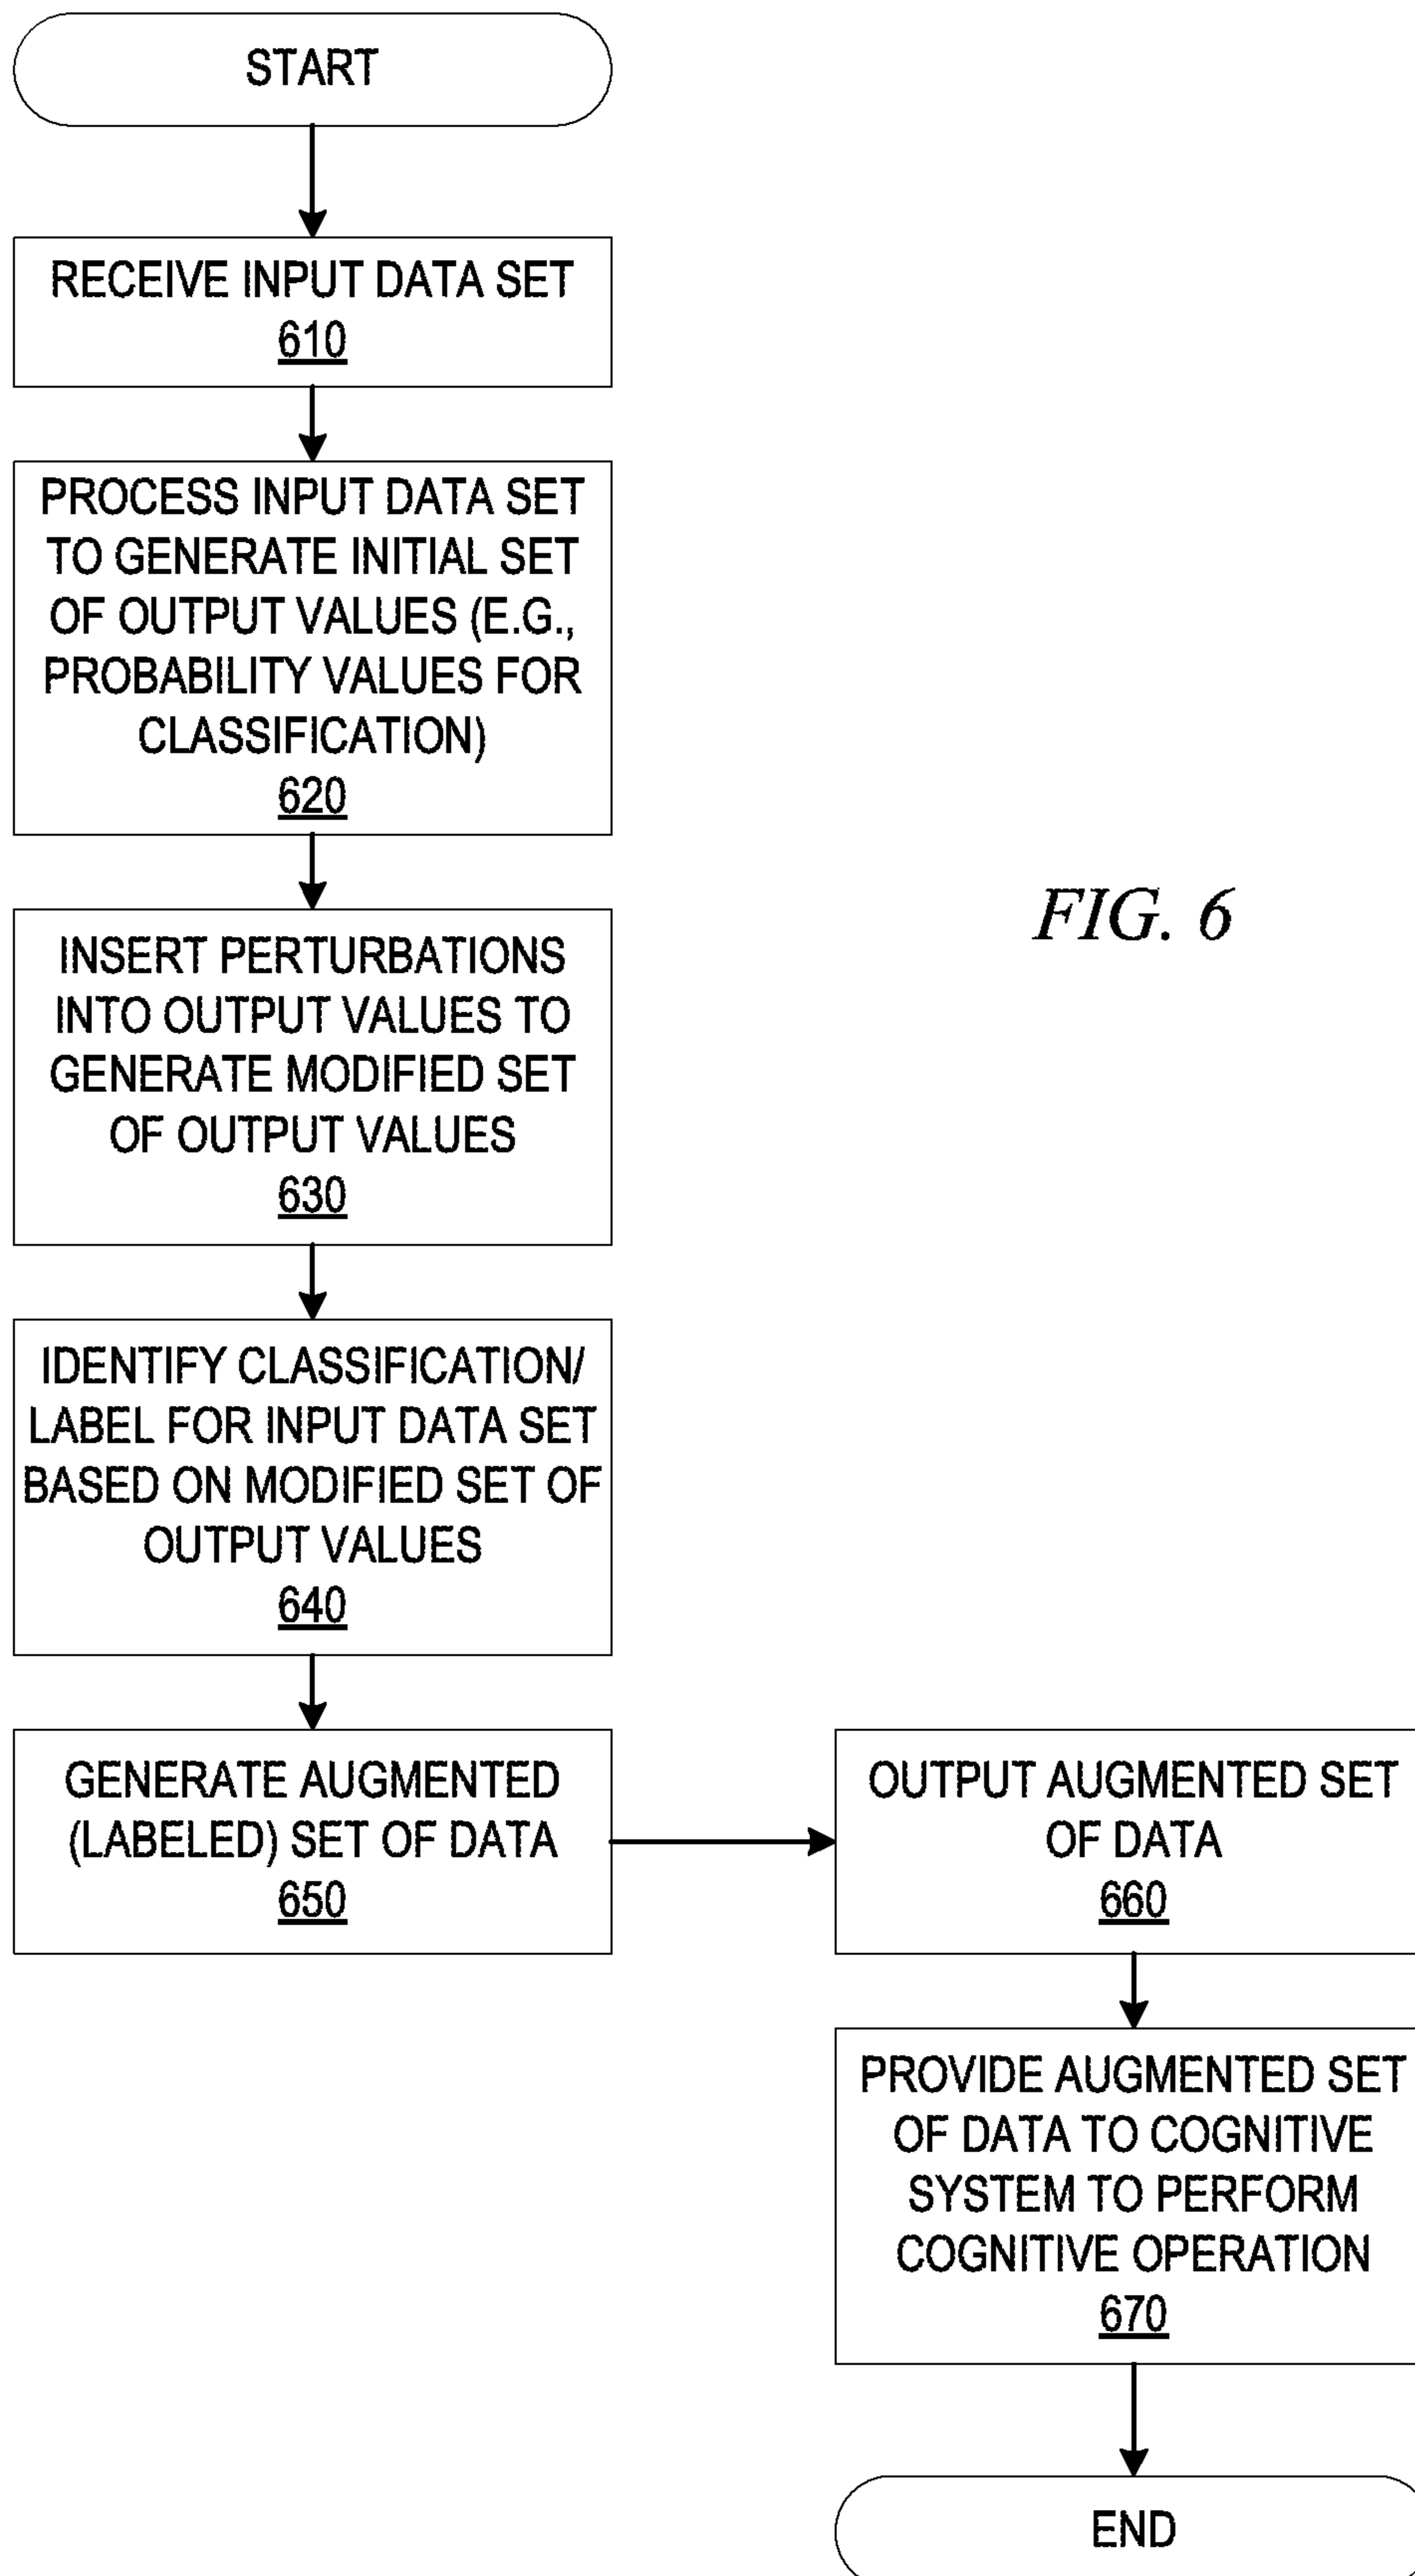 START
RECEIVE INPUT DATA SET
610
PROCESS INPUT DATA SET
TO GENERATE INITIAL SET
OF OUTPUT VALUES (E.G.,
PROBABILITY VALUES FOR
CLASSIFICATION)
620
INSERT PERTURBATIONS
INTO OUTPUT VALUES TO
GENERATE MODIFIED SET
OF OUTPUT VALUES
630
IDENTIFY CLASSIFICATION/
LABEL FOR INPUT DATA SET
BASED ON MODIFIED SET OF
OUTPUT VALUES
640
GENERATE AUGMENTED
(LABELED) SET OF DATA
650
OUTPUT AUGMENTED SET
OF DATA
660
PROVIDE AUGMENTED SET
OF DATA TO COGNITIVE
SYSTEM TO PERFORM
COGNITIVE OPERATION
670
END
FIG. 6